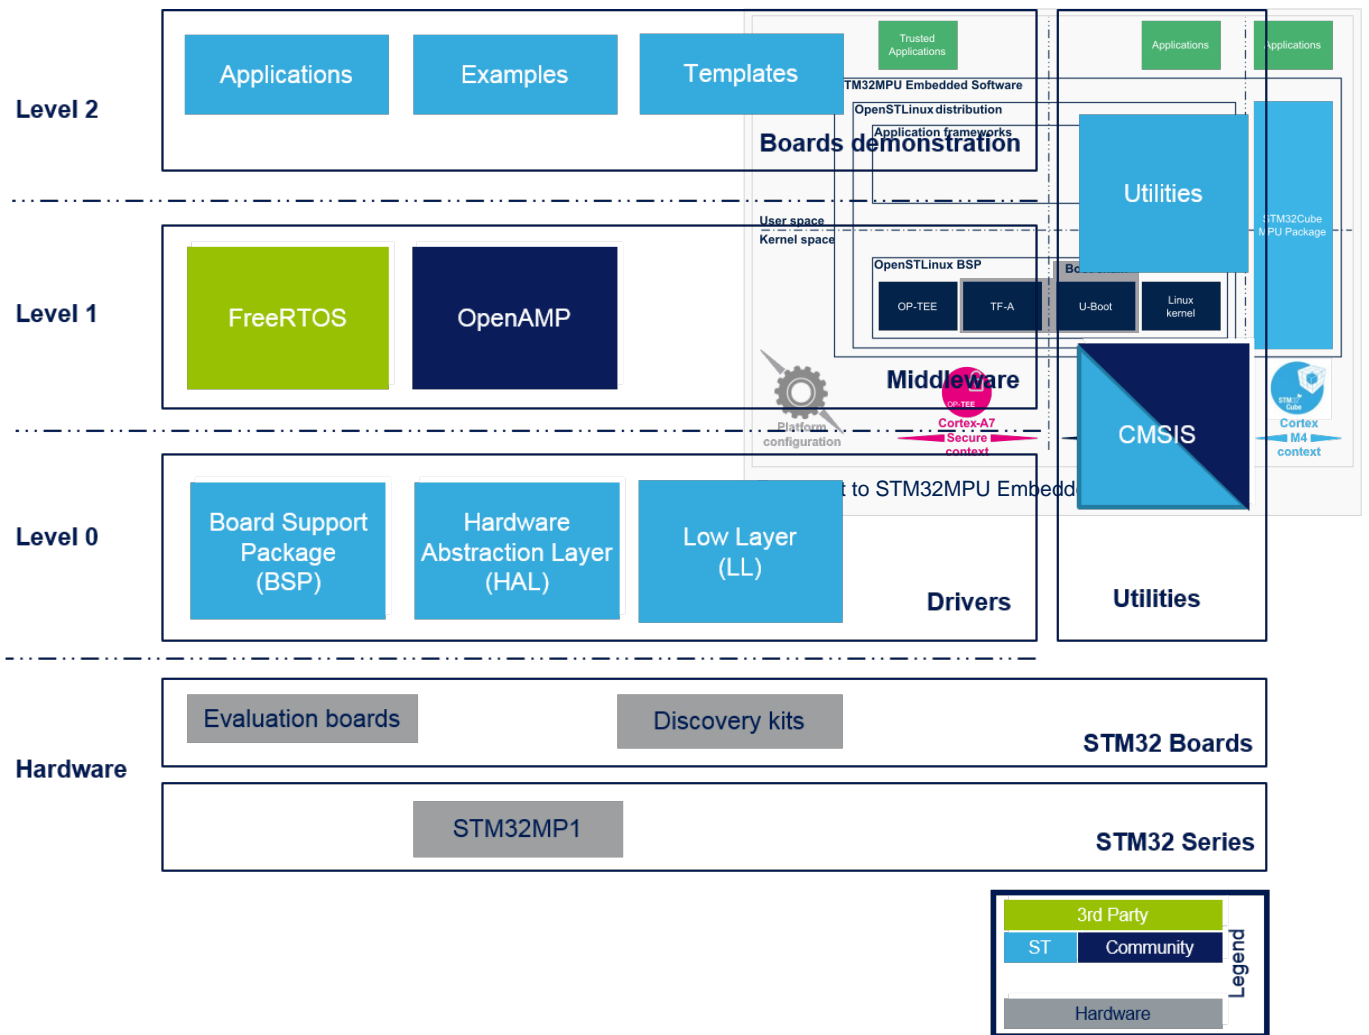 Trusted
Applications
Applications
Applications
Applications
Examples
Templates
STM32MPU Embedded Software
OpenSTLinux distribution
Application frameworks
Level 2
Boards demonstration
Utilities
User space
Kernel space
STM32Cube
MPU Package
OpenSTLinux BSP
FreeRTOS
OpenAMP
Level 1
OP-TEE
TF-A
U-Boot
Linux
kernel
Middleware
OP-TEE
STM32
Cube
Platform
configuration
Cortex-A7
Secure
context
CMSIS
Cortex
M4
context
t to STM32MPU Embedd
Level 0
Board Support
Package
(BSP)
Hardware
Abstraction Layer
(HAL)
Low Layer
(LL)
Drivers
Utilities
Evaluation boards
Discovery kits
STM32 Boards
Hardware
STM32MP1
STM32 Series
3rd Party
ST
Community
Hardware
Legend